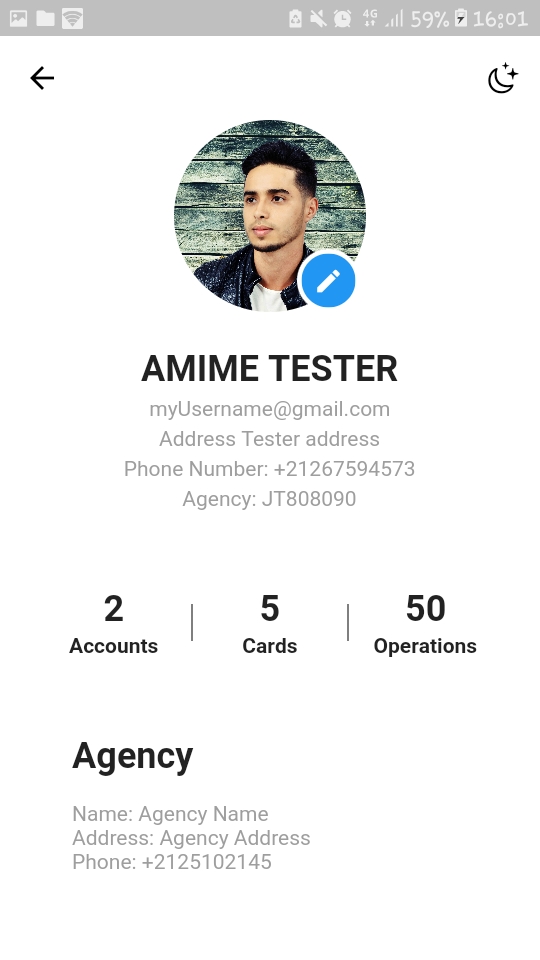 4G 59% 16:01
AMIME TESTER
myUsername@gmail.com
Address Tester address
Phone Number: +21267594573
Agency: JT808090
2 5 50
Accounts Cards Operations
Agency
Name: Agency Name
Address: Agency Address
Phone: +2125102145